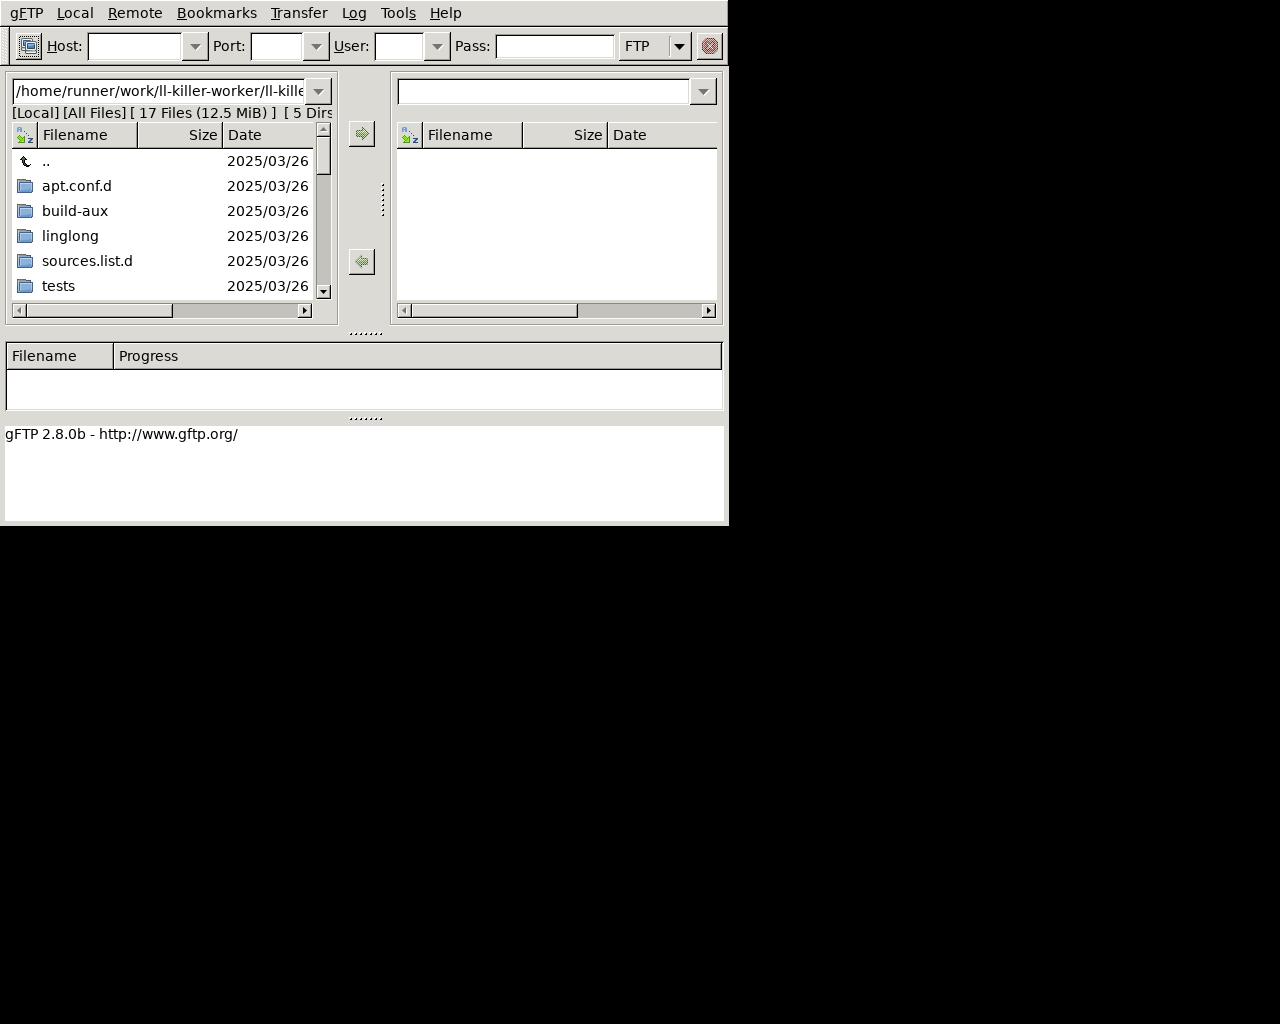 gFTP Local Remote Bookmarks Transfer Log Tools Help
Host: Port: User: Pass: FTP
/home/runner/work/ll-killer-worker/ll-kille
[Local] [All Files] [ 17 Files (12.5 MiB) ] [ 5 Dirs
Filename Size Date
.. 2025/03/26
apt.conf.d 2025/03/26
build-aux 2025/03/26
linglong 2025/03/26
sources.list.d 2025/03/26
tests 2025/03/26
Filename Size Date
Filename Progress
gFTP 2.8.0b - http://www.gftp.org/